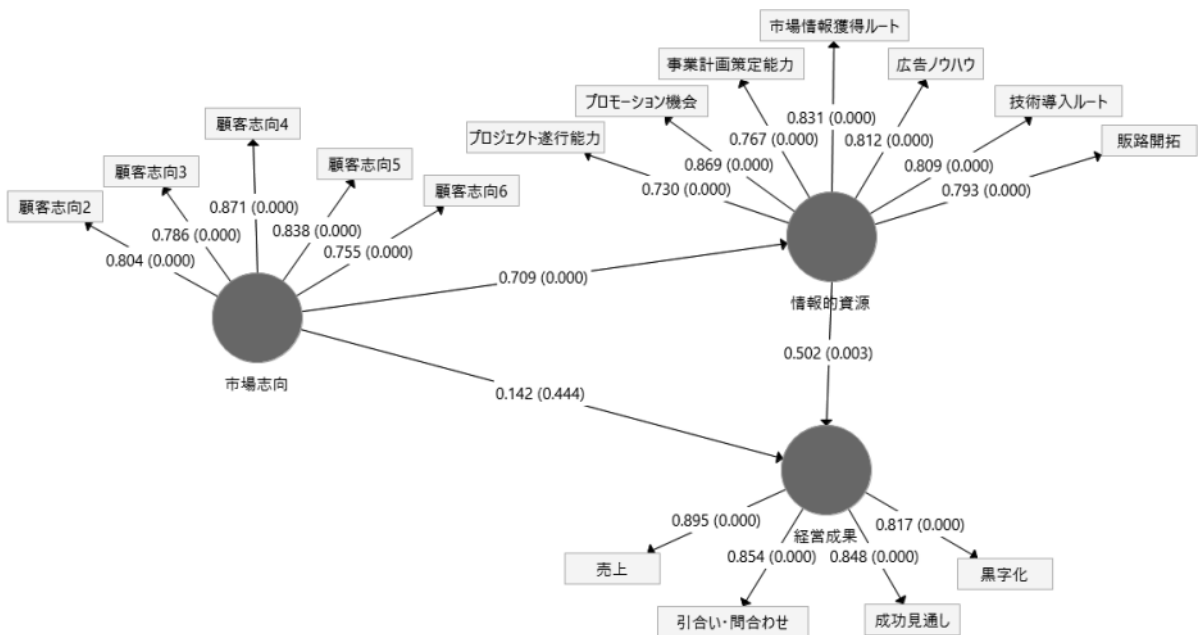 市場情報獲得ルート
事業計画策定能力
広告ノウハウ
プロモーション機会
技術導入ルート
プロジェクト遂行能力
販路開拓
顧客志向4
顧客志向3
顧客志向5
顧客志向2
顧客志向6
0.831 (0.000)
0.767 (0.000)
0.812 (0.000)
0.869 (0.000)
0.809 (0.000)
0.730 (0.000)
0.793 (0.000)
0.871 (0.000)
0.786 (0.000)
0.838 (0.000)
0.804 (0.000)
0.755 (0.000)
0.709 (0.000)
情報的資源
市場志向
0.502 (0.003)
0.142 (0.444)
0.895 (0.000)
経営成果
0.817 (0.000)
0.854 (0.000)
0.848 (0.000)
売上
黒字化
引合い・問合わせ
成功見通し